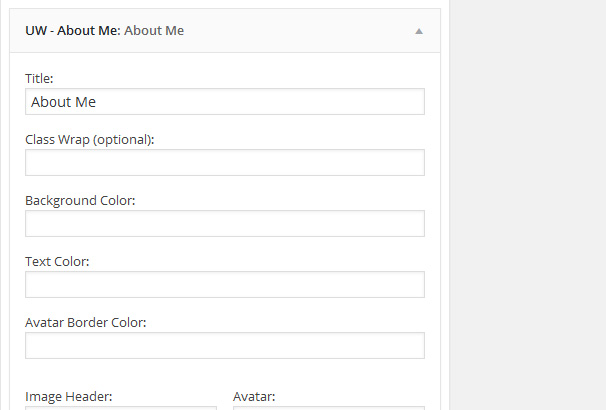 UW - About Me: About Me
Title:
About Me
Class Wrap (optional):
Background Color:
Text Color:
Avatar Border Color:
Image Header: Avatar: